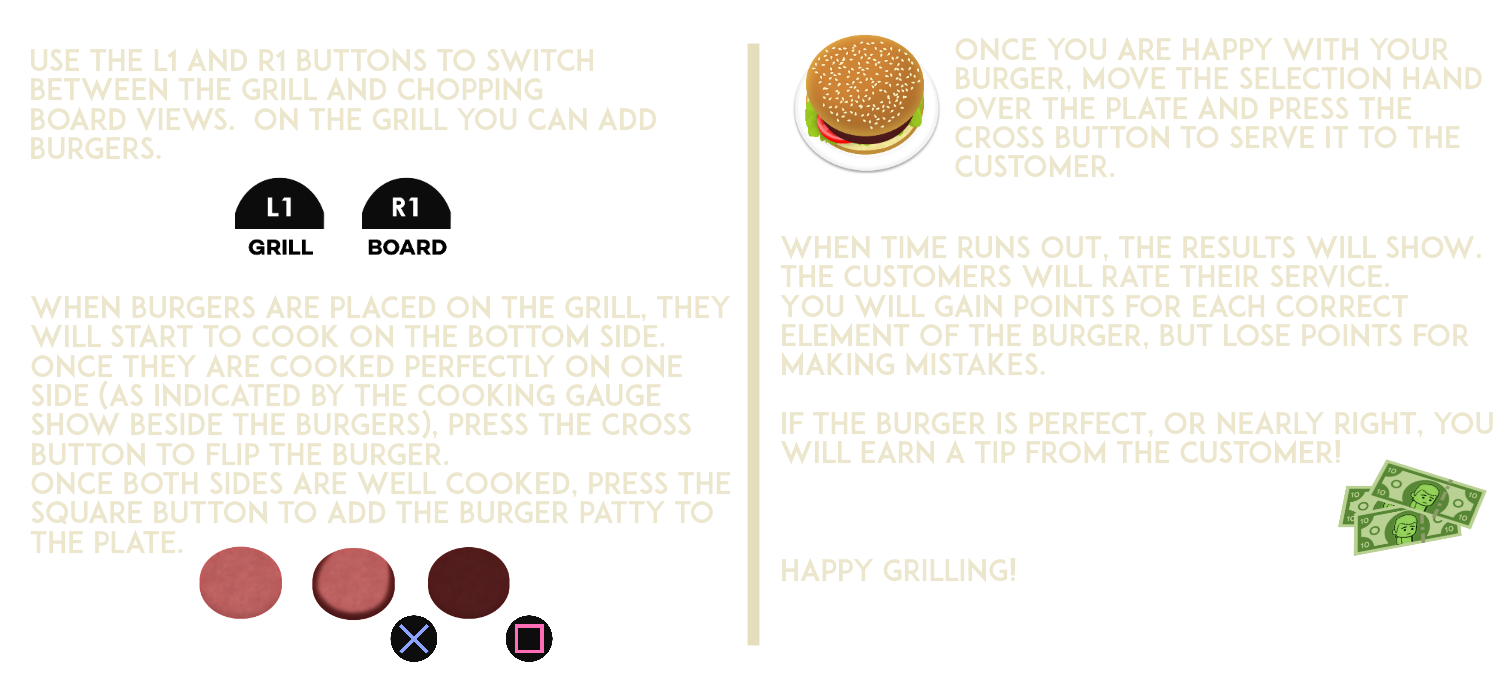 USE THE L1 AND R1 BUTTONS TO SWITCH
BETWEEN THE GRILL AND CHOPPING
BOARD VIEWS.  ON THE GRILL YOU CAN ADD
BURGERS.
L1 R1
GRILL BOARD
WHEN BURGERS ARE PLACED ON THE GRILL, THEY
WILL START TO COOK ON THE BOTTOM SIDE.
ONCE THEY ARE COOKED PERFECTLY ON ONE
SIDE (AS INDICATED BY THE COOKING GAUGE
SHOW BESIDE THE BURGERS), PRESS THE CROSS
BUTTON TO FLIP THE BURGER.
ONCE BOTH SIDES ARE WELL COOKED, PRESS THE
SQUARE BUTTON TO ADD THE BURGER PATTY TO
THE PLATE.
ONCE YOU ARE HAPPY WITH YOUR
BURGER, MOVE THE SELECTION HAND
OVER THE PLATE AND PRESS THE
CROSS BUTTON TO SERVE IT TO THE
CUSTOMER.
WHEN TIME RUNS OUT, THE RESULTS WILL SHOW.
THE CUSTOMERS WILL RATE THEIR SERVICE.
YOU WILL GAIN POINTS FOR EACH CORRECT
ELEMENT OF THE BURGER, BUT LOSE POINTS FOR
MAKING MISTAKES.
IF THE BURGER IS PERFECT, OR NEARLY RIGHT, YOU
WILL EARN A TIP FROM THE CUSTOMER!
10 10
10 10
10 10
HAPPY GRILLING!